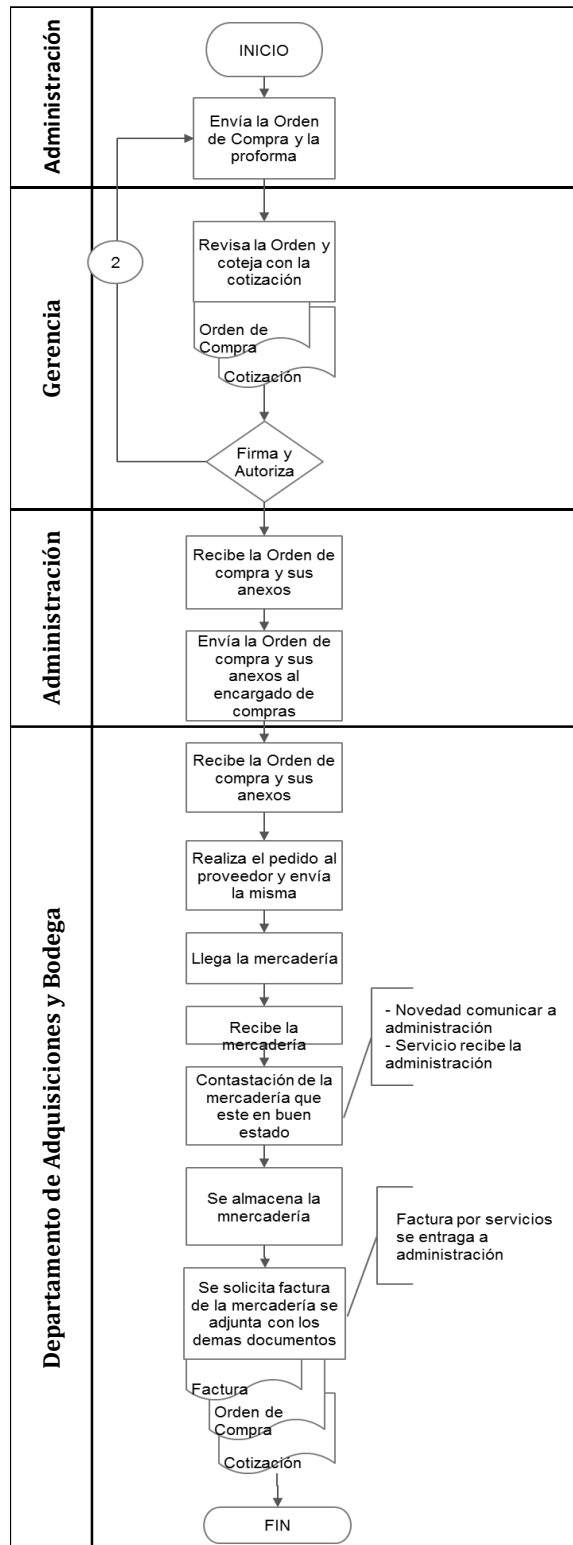 Administración
INICIO
Envía la Orden
de Compra y la
proforma
Gerencia
2
Revisa la Orden y
coteja con la
cotización
Orden de
Compra
Cotización
Firma y
Autoriza
Administración
Recibe la Orden de
compra y sus
anexos
Envía la Orden de
compra y sus
anexos al
encargado de
compras
Departamento de Adquisiciones y Bodega
Recibe la Orden de
compra y sus
anexos
Realiza el pedido al
proveedor y envía
la misma
Llega la mercadería
Recibe la
mercadería
- Novedad comunicar a
administración
- Servicio recibe la
administración
Contastación de la
mercadería que
este en buen
estado
Se almacena la
mnercadería
Factura por servicios
se entraga a
administración
Se solicita factura
de la mercadería se
adjunta con los
demas documentos
Factura
Orden de
Compra
Cotización
FIN